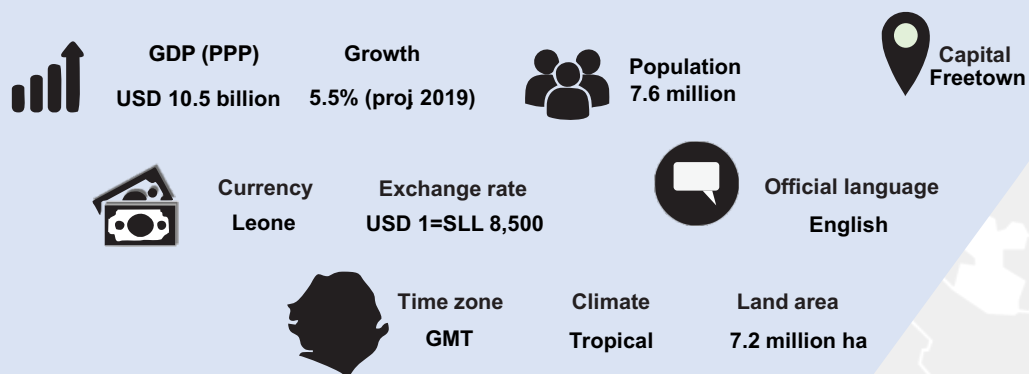 GDP (PPP)
Growth
USD 10.5 billion
5.5% (proj. 2019)
Population
7.6 million
Capital
Freetown
Currency
Exchange rate
Leone
USD 1=SLL 8,500
Official language
English
Time zone
Climate
Land area
GMT
Tropical
7.2 million ha